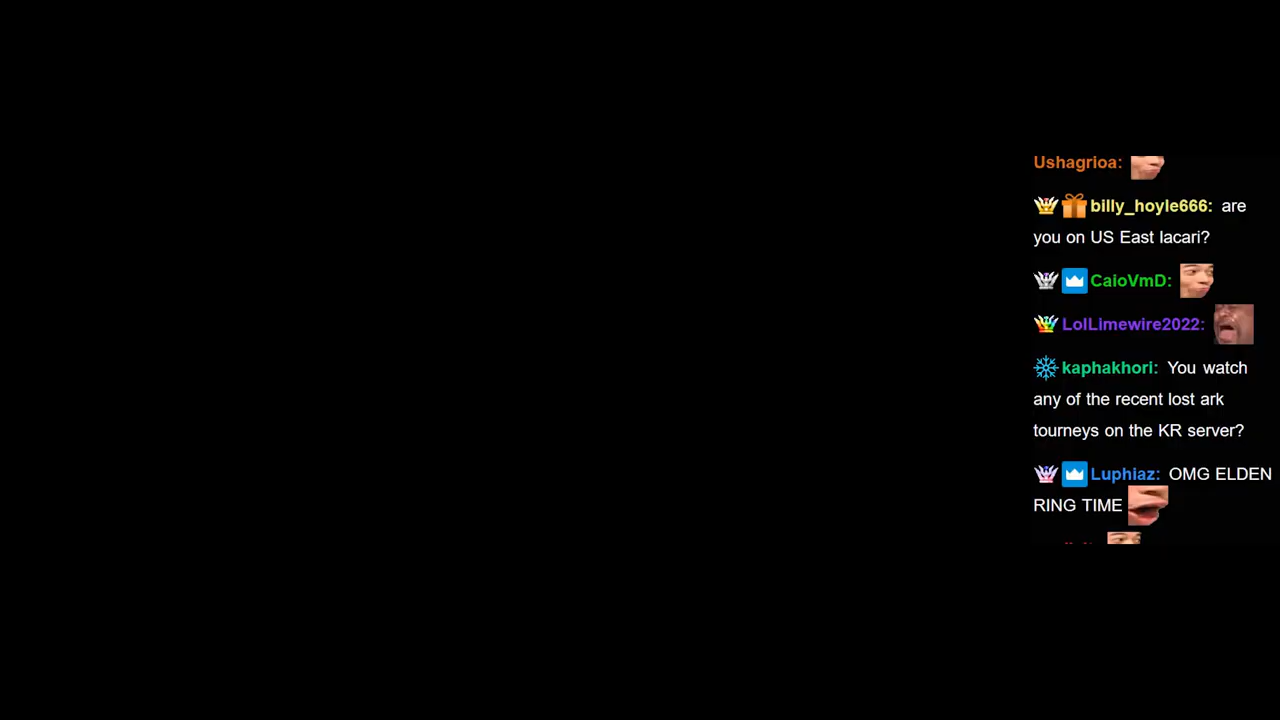 Ushagrioa:
billy_hoyle666: are
you on US East lacari?
CaioVmD:
LolLimewire2022:
kaphakhori: You watch
any of the recent lost ark
tourneys on the KR server?
Luphiaz: OMG ELDEN
RING TIME